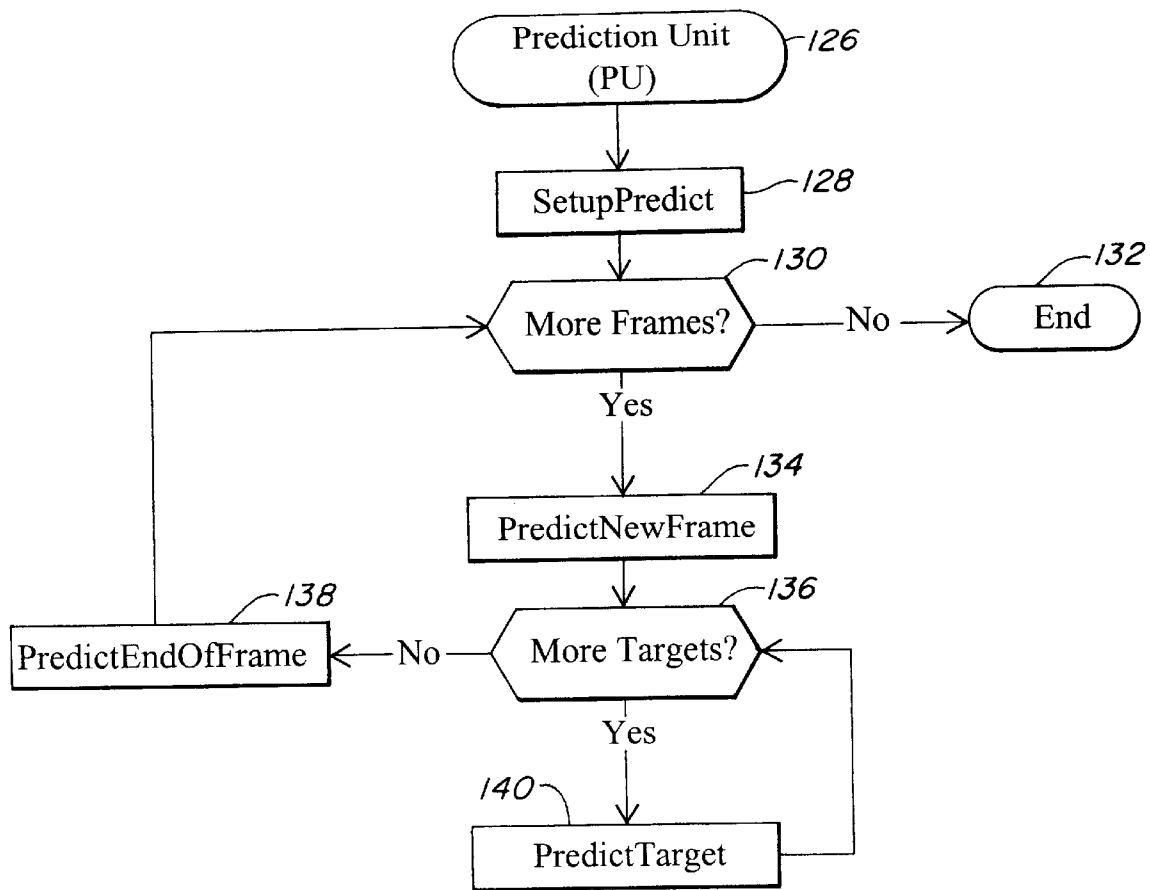 Prediction Unit
(PU)
126
SetupPredict
128
130
More Frames?
No
132
End
Yes
134
PredictNewFrame
136
More Targets?
No
138
PredictEndOfFrame
Yes
140
PredictTarget